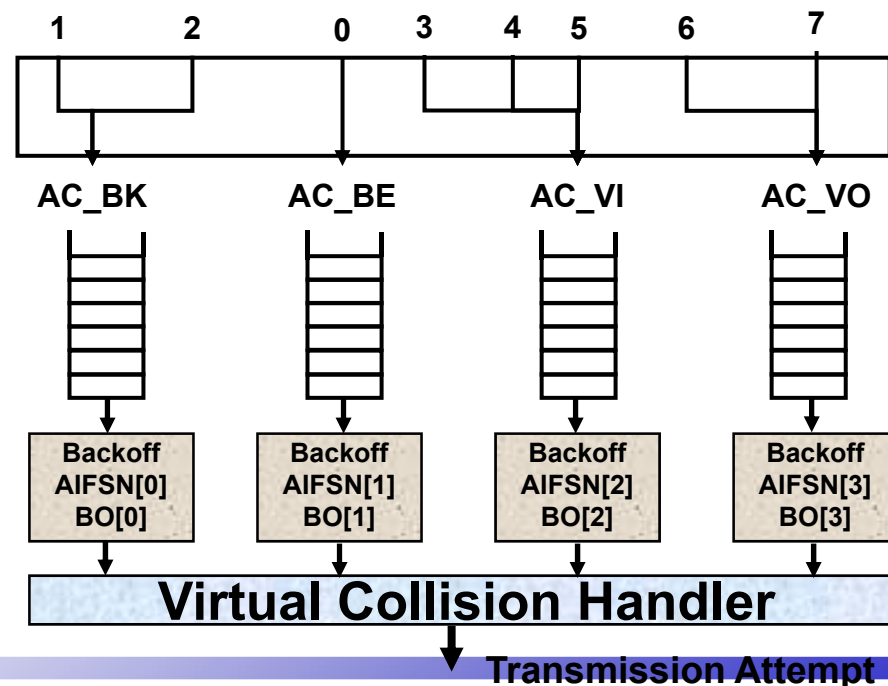 1 2 0 3 4 5 6 7
AC_BK AC_BE AC_VI AC_VO
Backoff Backoff Backoff Backoff
AIFSN[0] AIFSN[1] AIFSN[2] AIFSN[3]
BO[0] BO[1] BO[2] BO[3]
Virtual Collision Handler
Transmission Attempt